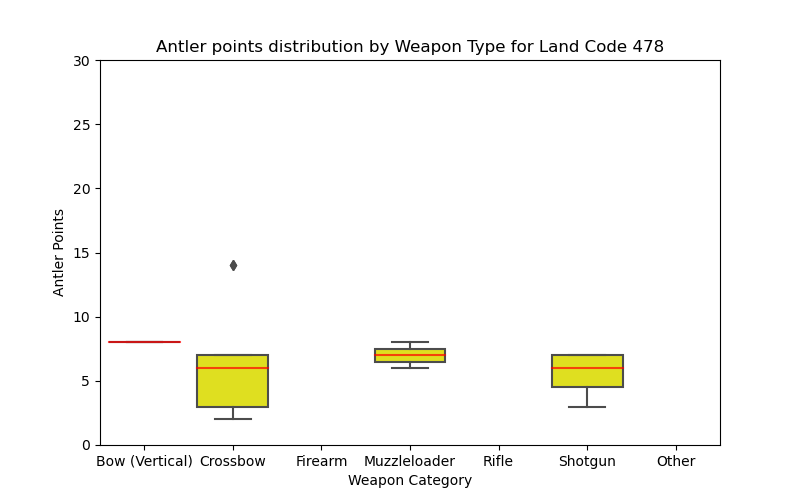 Antler points distribution by Weapon Type for Land Code 478
30
25
20
15
10
5
0
Antler Points
Bow (Vertical) Crossbow Firearm Muzzleloader Rifle Shotgun Other
Weapon Category